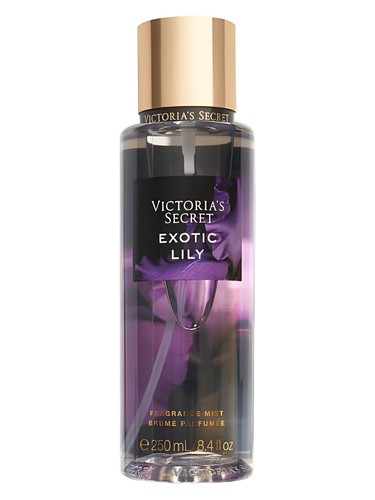 VICTORIA'S SECRET
VICTORIA'S
SECRET
EXOTIC
LILY
FRAGRANCE MIST
BRUME PARFUMÉE
℮ 250 mL / 8.4 fl oz